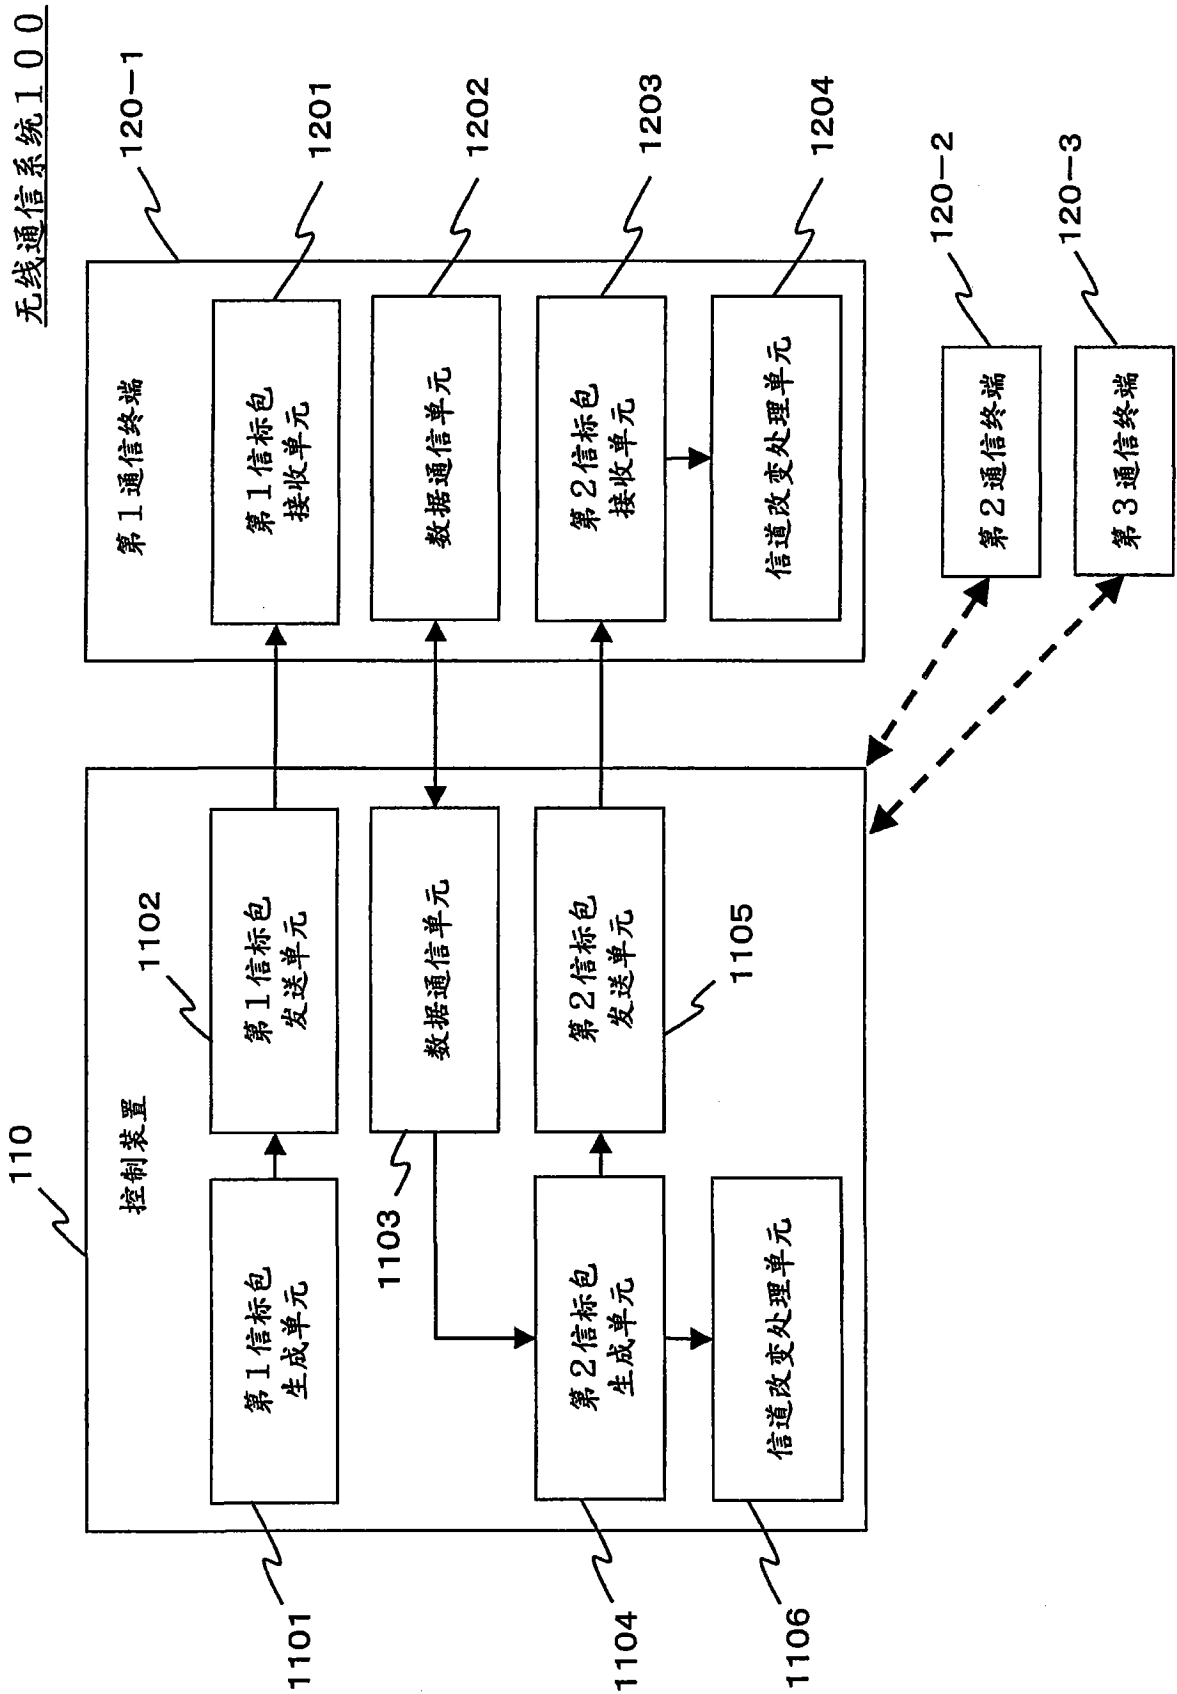 无线通信系统100
110
控制装置
1101
第1信标包
生成单元
1102
第1信标包
发送单元
1103
数据通信单元
1104
第2信标包
生成单元
1105
第2信标包
发送单元
1106
信道改变处理单元
120-1
第1通信终端
1201
第1信标包
接收单元
1202
数据通信单元
1203
第2信标包
接收单元
1204
信道改变处理单元
120-2
第2通信终端
120-3
第3通信终端